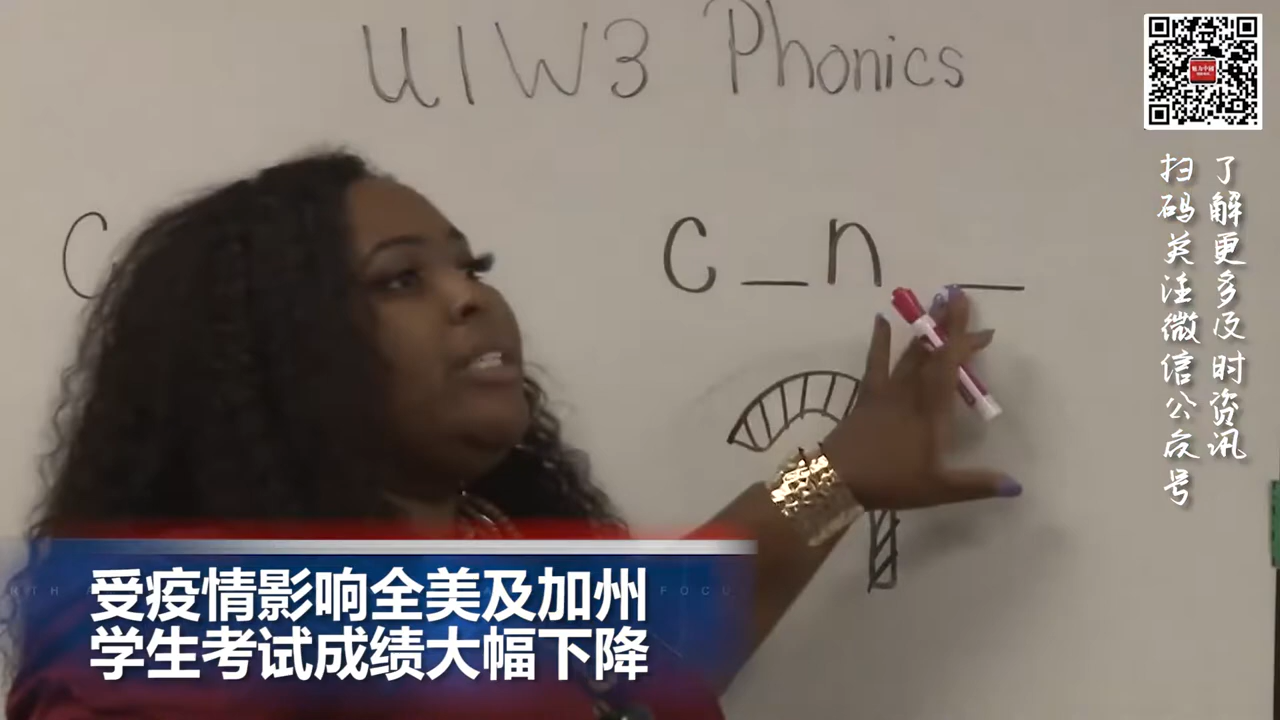 U1W3 Phonics
C
C _ n _
了解更多及时资讯
扫码关注微信公众号
受疫情影响全美及加州
学生考试成绩大幅下降
FOCU